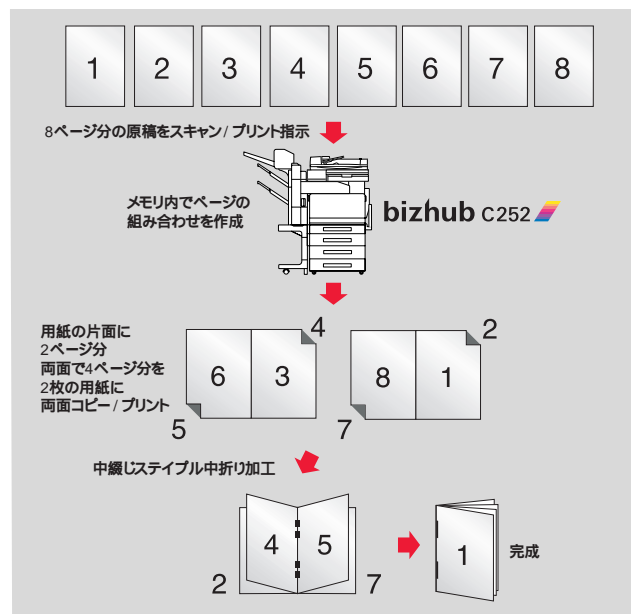 1 2 3 4 5 6 7 8
8ページ分の原稿をスキャン/プリント指示
メモリ内でページの
組み合わせを作成
bizhub C252
用紙の片面に
2ページ分
両面で4ページ分を
2枚の用紙に
両面コピー/プリント
4
6 3
5
2
8 1
7
中綴じステイプル中折り加工
4 5
2 7
1
完成